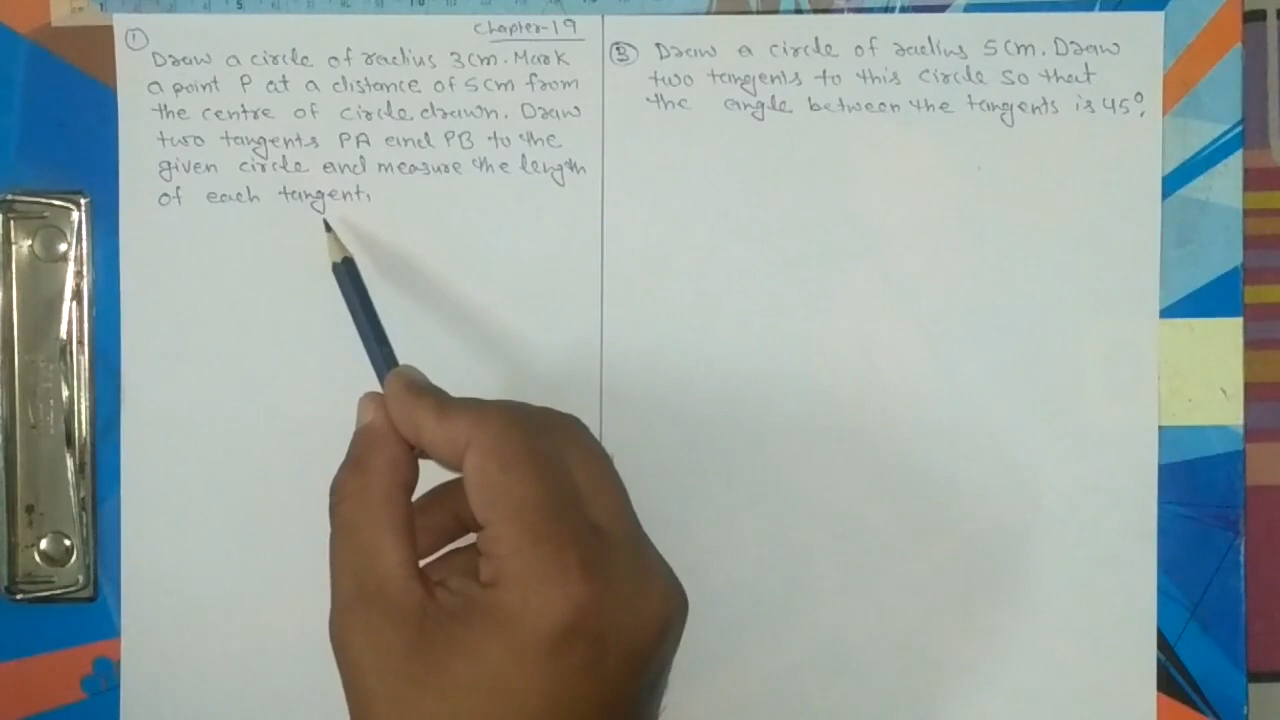 Chapter-19
①
Draw a circle of radius 3cm. Mark
a point P at a distance of 5cm from
the centre of circle drawn. Draw
two tangents PA and PB to the
given circle and measure the length
of each tangent.
③ Draw a circle of radius 5cm. Draw
two tangents to this circle so that
the angle between the tangents is 45°.